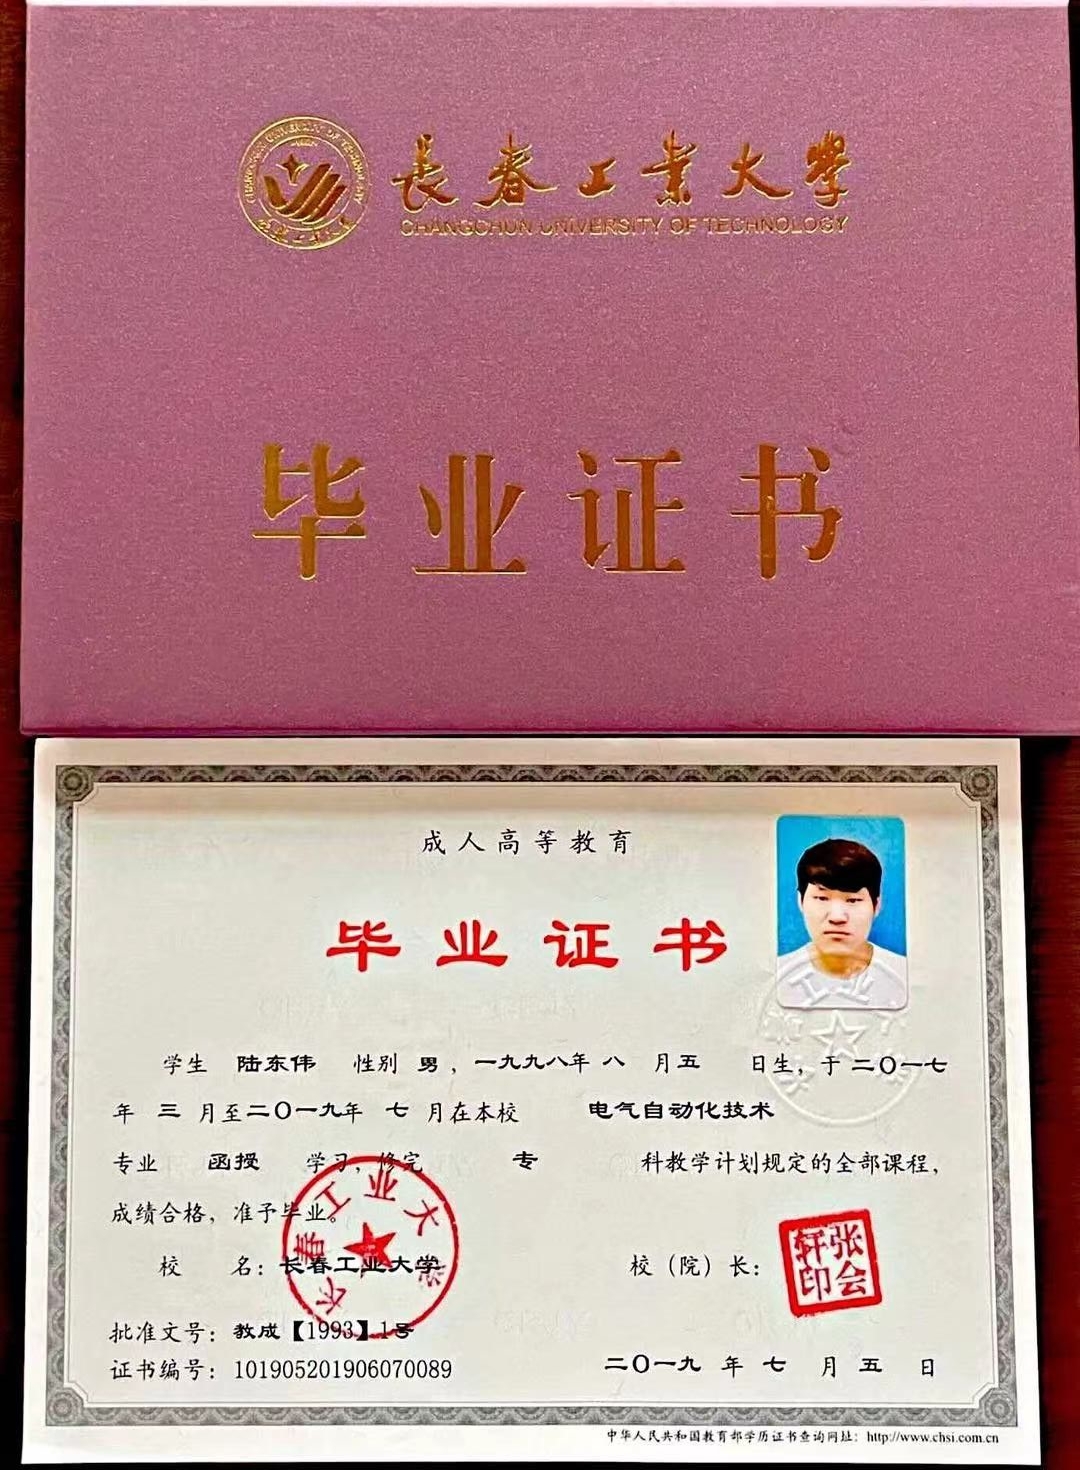 长春工业大学
CHANGCHUN UNIVERSITY OF TECHNOLOGY
毕业证书
成人高等教育
毕业证书
学生 陆东伟 性别 男，一九九八年 八 月五 日生，于 二〇一七
年 三 月至二〇一九年 七 月在本校 电气自动化技术
专业 函授 学习，修完 专 科教学计划规定的全部课程，
成绩合格，准予毕业。
校 名：长春工业大学 校（院）长：
张会轩印
批准文号：教成【1993】1号
证书编号：101905201906070089 二〇一九 年 七 月 五 日
中华人民共和国教育部学历证书查询网址：http://www.chsi.com.cn